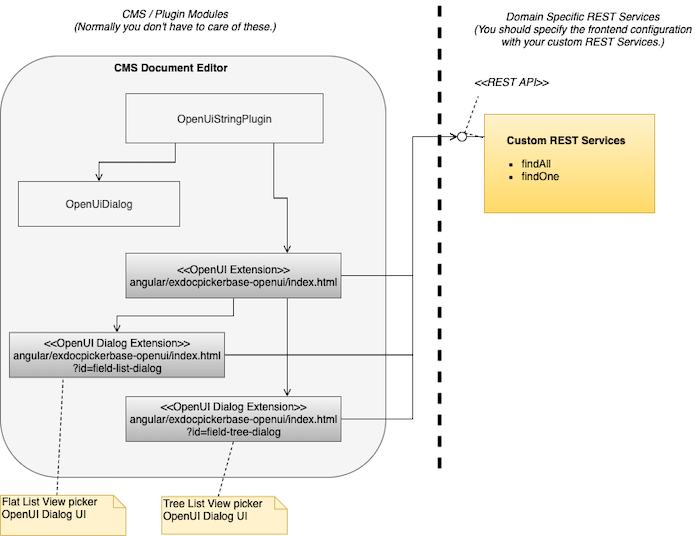 CMS / Plugin Modules
(Normally you don't have to care of these.)
Domain Specific REST Services
(You should specify the frontend configuration
with your custom REST Services.)
CMS Document Editor
<<REST API>>
OpenUiStringPlugin
Custom REST Services
• findAll
• findOne
OpenUiDialog
<<OpenUI Extension>>
angular/exdocpickerbase-openui/index.html
<<OpenUI Dialog Extension>>
angular/exdocpickerbase-openui/index.html
?id=field-list-dialog
<<OpenUI Dialog Extension>>
angular/exdocpickerbase-openui/index.html
?id=field-tree-dialog
Flat List View picker
OpenUI Dialog UI
Tree List View picker
OpenUI Dialog UI